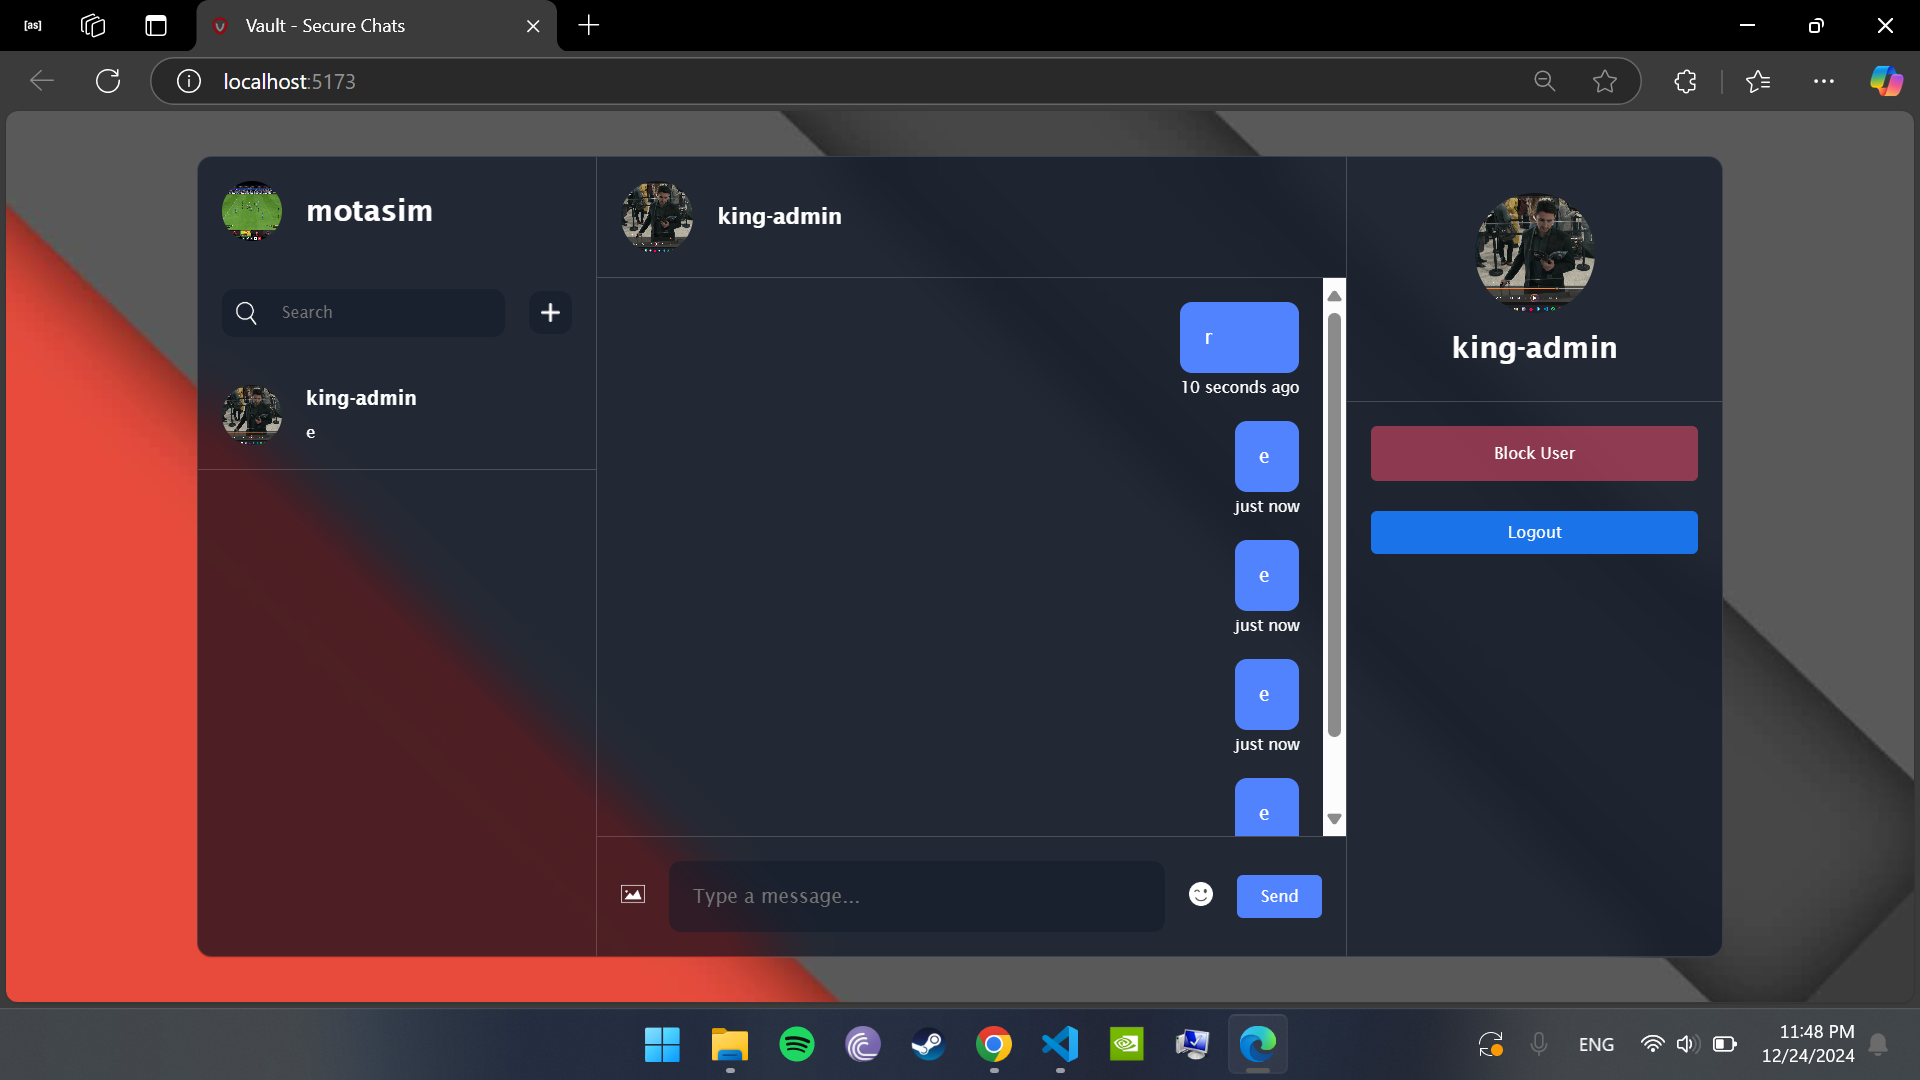 [as]
Vault - Secure Chats
localhost:5173
motasim
Search
king-admin
e
king-admin
r
10 seconds ago
e
just now
e
just now
e
just now
e
Type a message...
Send
king-admin
Block User
Logout
ENG
11:48 PM
12/24/2024